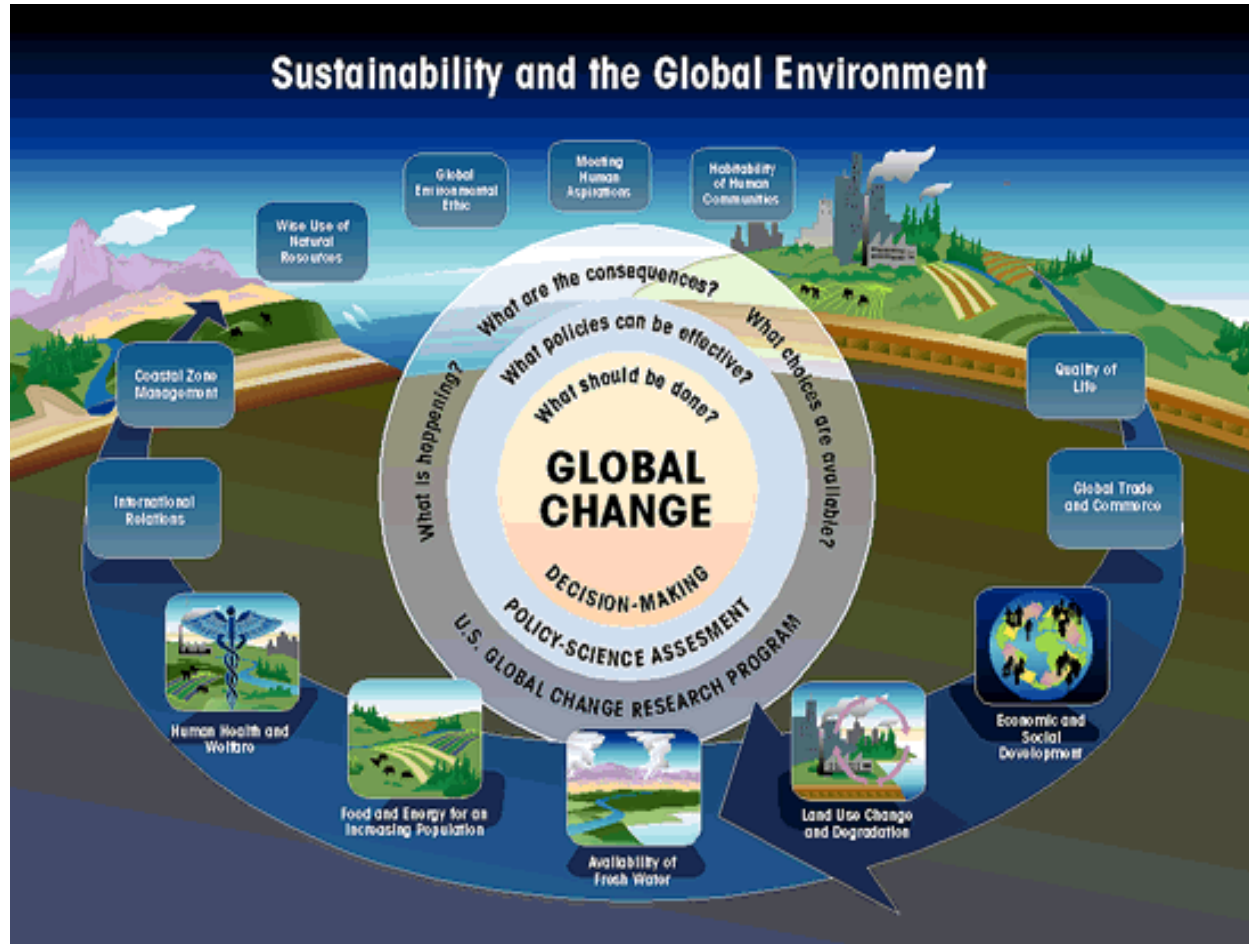 Sustainability and the Global Environment
Global
Environmental
Ethic
Meeting
Human
Aspirations
Habitability
of Human
Communities
Wise Use of
Natural
Resources
What are the consequences?
What policies can be effective?
What should be done?
What is happening?
What choices are available?
GLOBAL
CHANGE
DECISION-MAKING
POLICY-SCIENCE ASSESMENT
U.S. GLOBAL CHANGE RESEARCH PROGRAM
Coastal Zone
Management
Quality of
Life
International
Relations
Global Trade
and Commerce
Human Health and
Welfare
Economic and
Social
Development
Food and Energy for an
Increasing Population
Land Use Change
and Degradation
Availability of
Fresh Water